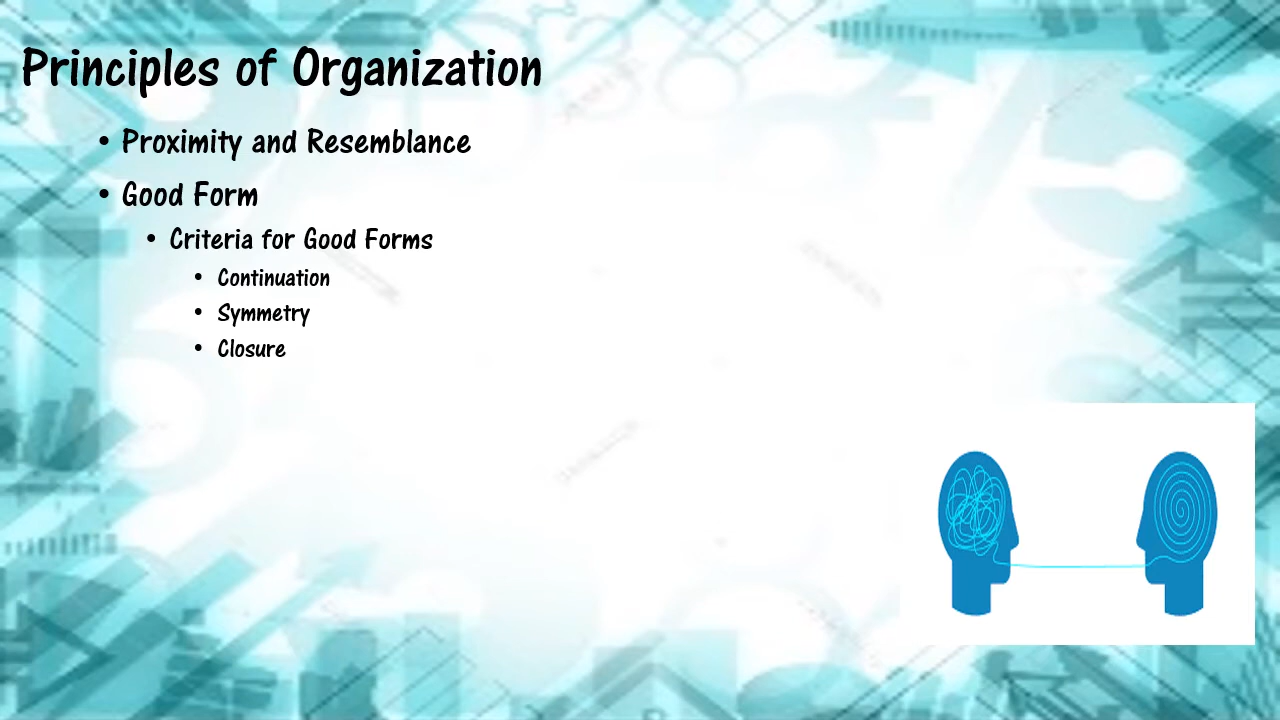 Principles of Organization
• Proximity and Resemblance
• Good Form
• Criteria for Good Forms
• Continuation
• Symmetry
• Closure